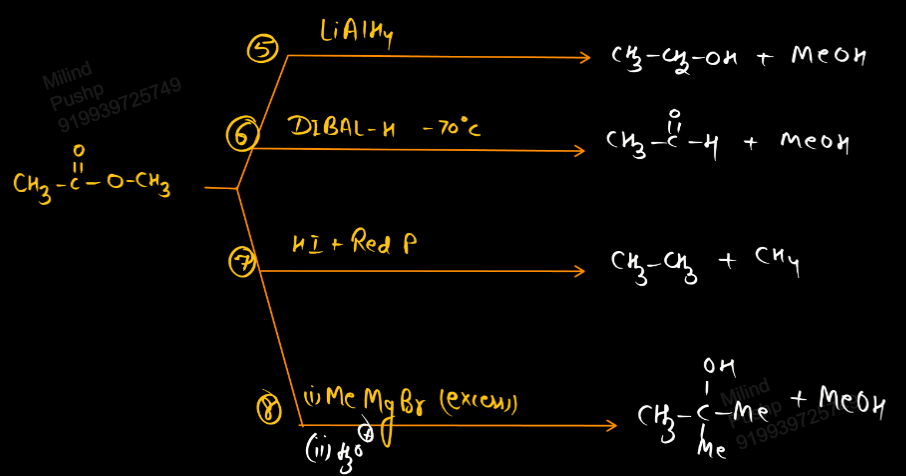 ⑤ LiAlH4 CH3-CH2-OH + MeOH
Milind
Pushp
919939725749
⑥ DIBAL-H -70°C CH3-C-H + MeOH
O
O
CH3-C-O-CH3
⑦ HI + Red P CH3-CH3 + CH4
OH
⑧ (i) MeMgBr (excess) CH3-C-Me + MeOH
(ii) H3O⊕ Me
Milind
Pushp